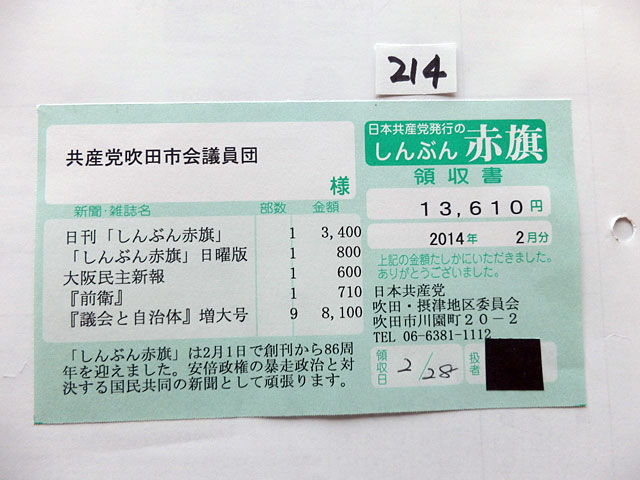 214
共産党吹田市会議員団
様
新聞・雑誌名 部数 金額
日刊「しんぶん赤旗」 1 3,400
「しんぶん赤旗」日曜版 1 800
大阪民主新報 1 600
『前衛』 1 710
『議会と自治体』増大号 9 8,100
「しんぶん赤旗」は2月1日で創刊から86周
年を迎えました。安倍政権の暴走政治と対
決する国民共同の新聞として頑張ります。
日本共産党発行の
しんぶん赤旗
領収書
13,610円
2014年 2月分
上記の金額たしかにいただきました。
ありがとうございました。
日本共産党
吹田・摂津地区委員会
吹田市川園町20-2
TEL 06-6381-1112
領収日 2/28 扱者